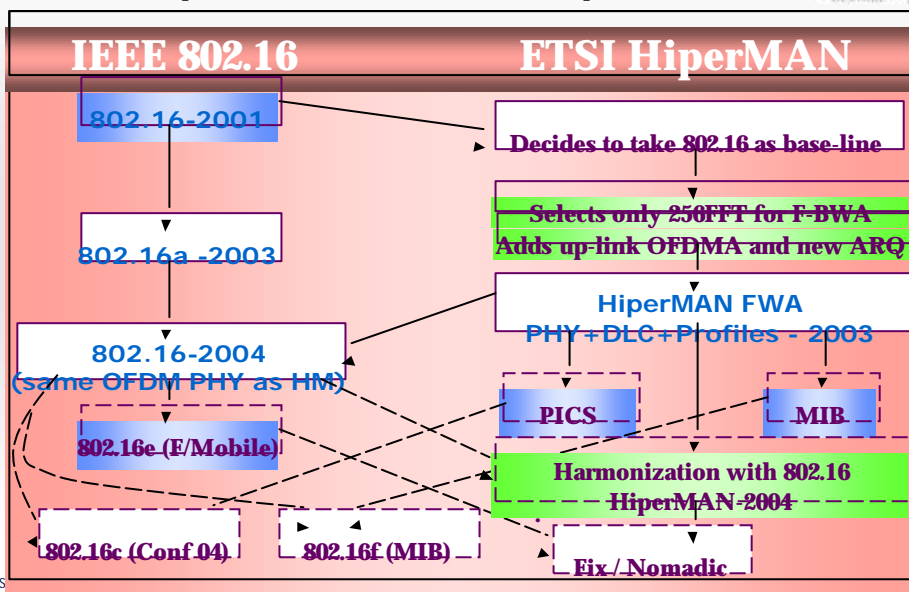 IEEE 802.16
ETSI HiperMAN
802.16-2001
Decides to take 802.16 as base-line
Selects only 256FFT for F-BWA
Adds up-link OFDMA and new ARQ
802.16a -2003
HiperMAN FWA
PHY+DLC+Profiles - 2003
802.16-2004
(same OFDM PHY as HM)
PICS
MIB
802.16e (F/Mobile)
Harmonization with 802.16
HiperMAN-2004
802.16c (Conf 04)
802.16f (MIB)
Fix / Nomadic